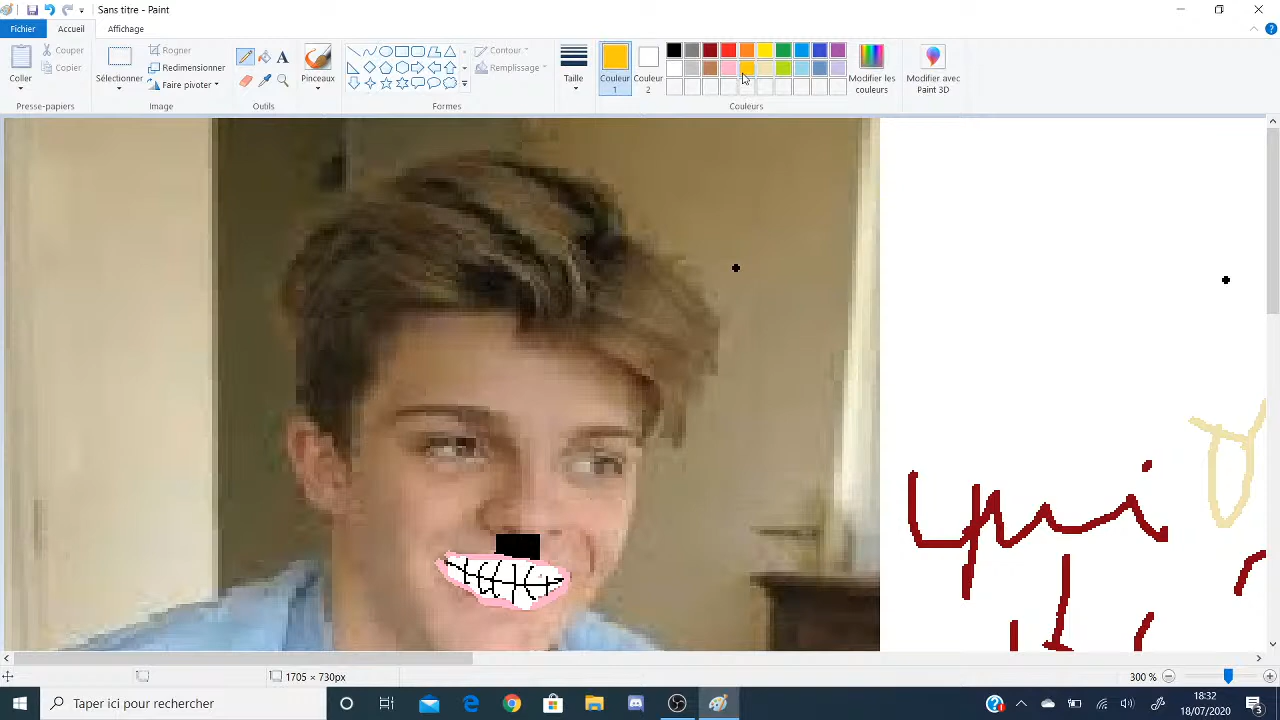 Sans titre - Paint
Fichier Accueil Affichage
Coller
Couper
Copier
Presse-papiers
Sélectionner
Rogner
Redimensionner
Faire pivoter
Image
A
Outils
Pinceaux
Contour
Remplissage
Formes
Taille
Couleur 1
Couleur 2
Couleurs
Modifier les couleurs
Modifier avec Paint 3D
1705 × 730px
300 %
Taper ici pour rechercher
18:32
18/07/2020
3